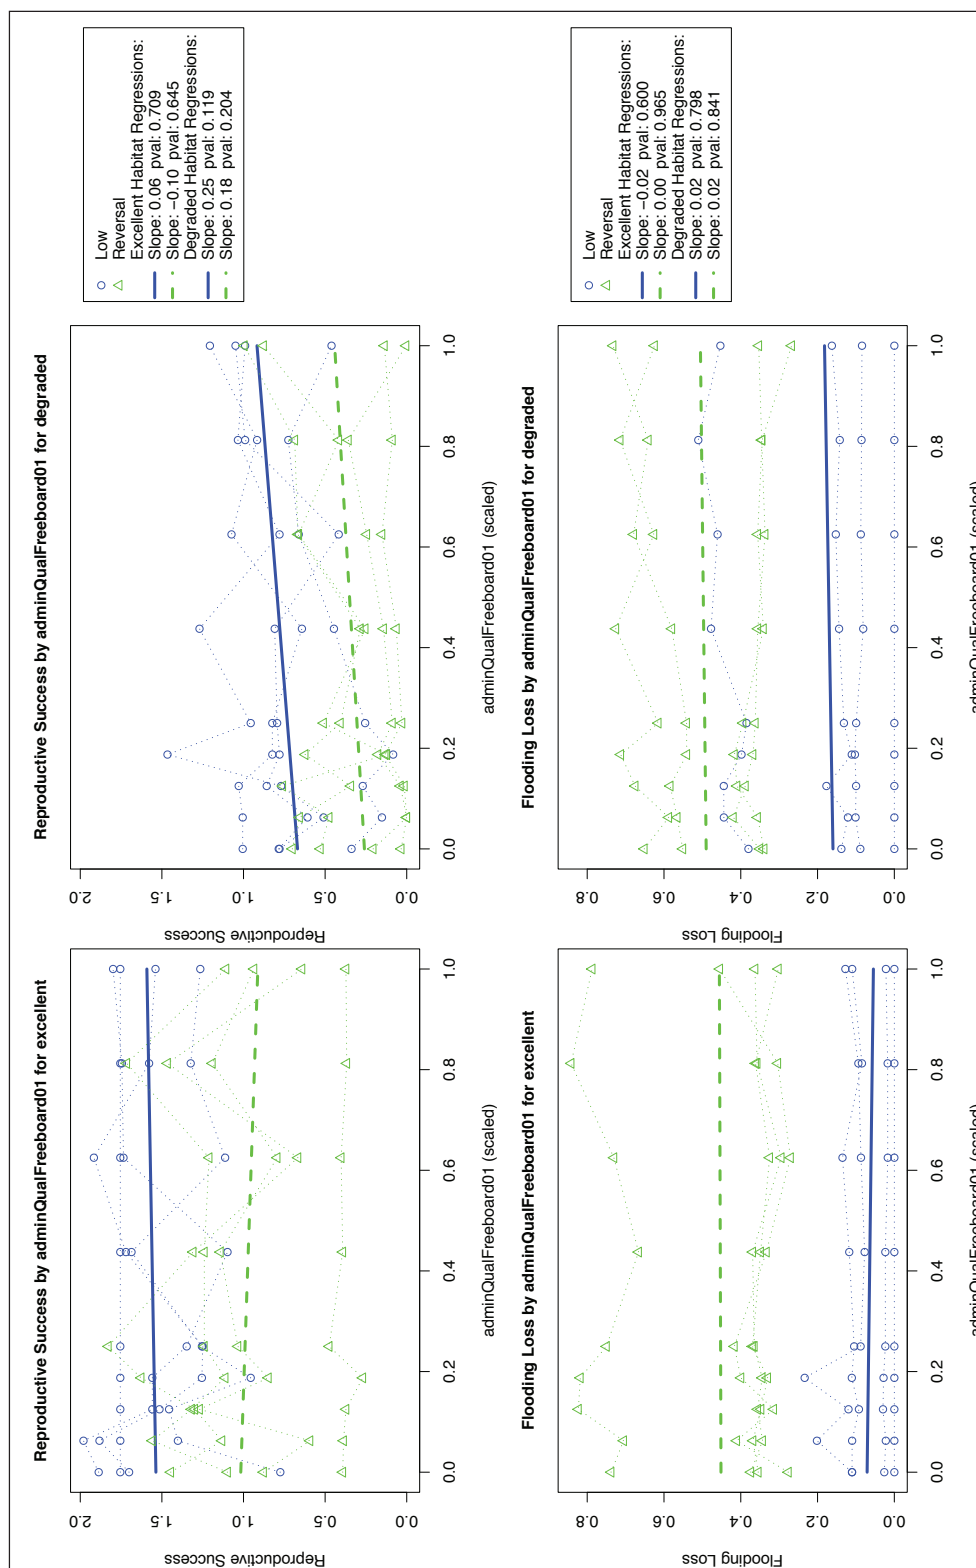 Reproductive Success by adminQualFreeboard01 for excellent
Reproductive Success
2.0
1.5
1.0
0.5
0.0
0.0
0.2
0.4
0.6
0.8
1.0
adminQualFreeboard01 (scaled)
Reproductive Success by adminQualFreeboard01 for degraded
Reproductive Success
2.0
1.5
1.0
0.5
0.0
0.0
0.2
0.4
0.6
0.8
1.0
adminQualFreeboard01 (scaled)
Low
Reversal
Excellent Habitat Regressions:
Slope: 0.06 pval: 0.709
Slope: −0.10 pval: 0.645
Degraded Habitat Regressions:
Slope: 0.25 pval: 0.119
Slope: 0.18 pval: 0.204
Flooding Loss by adminQualFreeboard01 for excellent
Flooding Loss
0.8
0.6
0.4
0.2
0.0
0.0
0.2
0.4
0.6
0.8
1.0
adminQualFreeboard01 (scaled)
Flooding Loss by adminQualFreeboard01 for degraded
Flooding Loss
0.8
0.6
0.4
0.2
0.0
0.0
0.2
0.4
0.6
0.8
1.0
adminQualFreeboard01 (scaled)
Low
Reversal
Excellent Habitat Regressions:
Slope: −0.02 pval: 0.600
Slope: 0.00 pval: 0.965
Degraded Habitat Regressions:
Slope: 0.02 pval: 0.798
Slope: 0.02 pval: 0.841